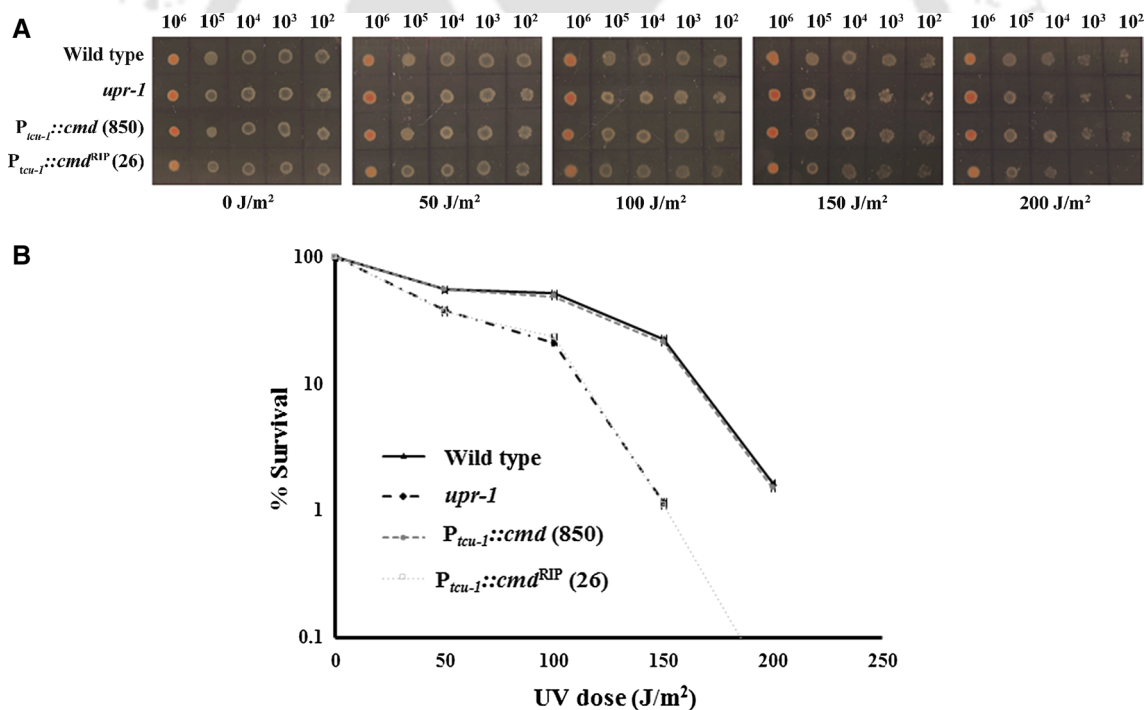 A
10⁶ 10⁵ 10⁴ 10³ 10² 10⁶ 10⁵ 10⁴ 10³ 10² 10⁶ 10⁵ 10⁴ 10³ 10² 10⁶ 10⁵ 10⁴ 10³ 10² 10⁶ 10⁵ 10⁴ 10³ 10²
Wild type
upr-1
Ptcu-1::cmd (850)
Ptcu-1::cmdRIP (26)
0 J/m² 50 J/m² 100 J/m² 150 J/m² 200 J/m²
B
100
10
1
0.1
% Survival
Wild type
upr-1
Ptcu-1::cmd (850)
Ptcu-1::cmdRIP (26)
0 50 100 150 200 250
UV dose (J/m²)